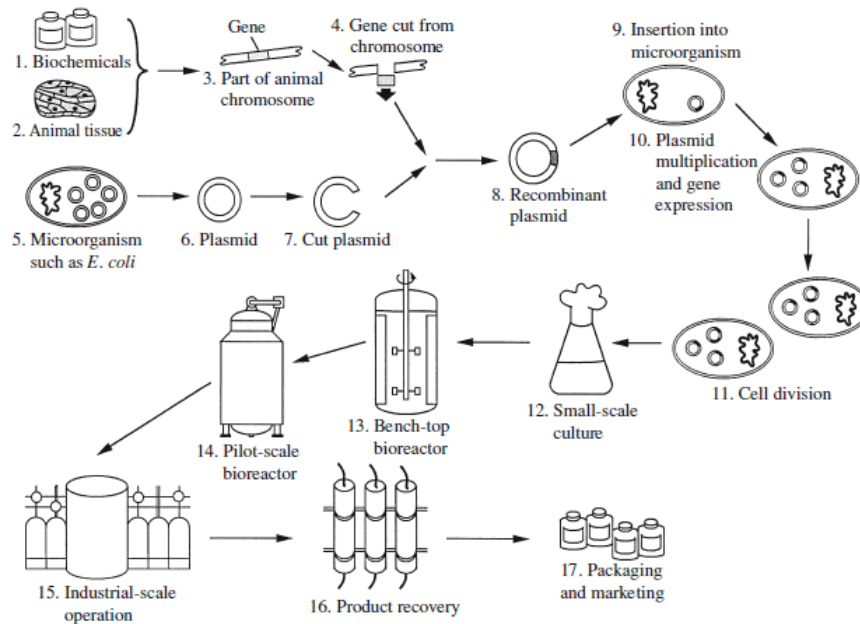 1. Biochemicals
2. Animal tissue
Gene
3. Part of animal
chromosome
4. Gene cut from
chromosome
5. Microorganism
such as E. coli
6. Plasmid
7. Cut plasmid
8. Recombinant
plasmid
9. Insertion into
microorganism
10. Plasmid
multiplication
and gene
expression
11. Cell division
12. Small-scale
culture
13. Bench-top
bioreactor
14. Pilot-scale
bioreactor
15. Industrial-scale
operation
16. Product recovery
17. Packaging
and marketing